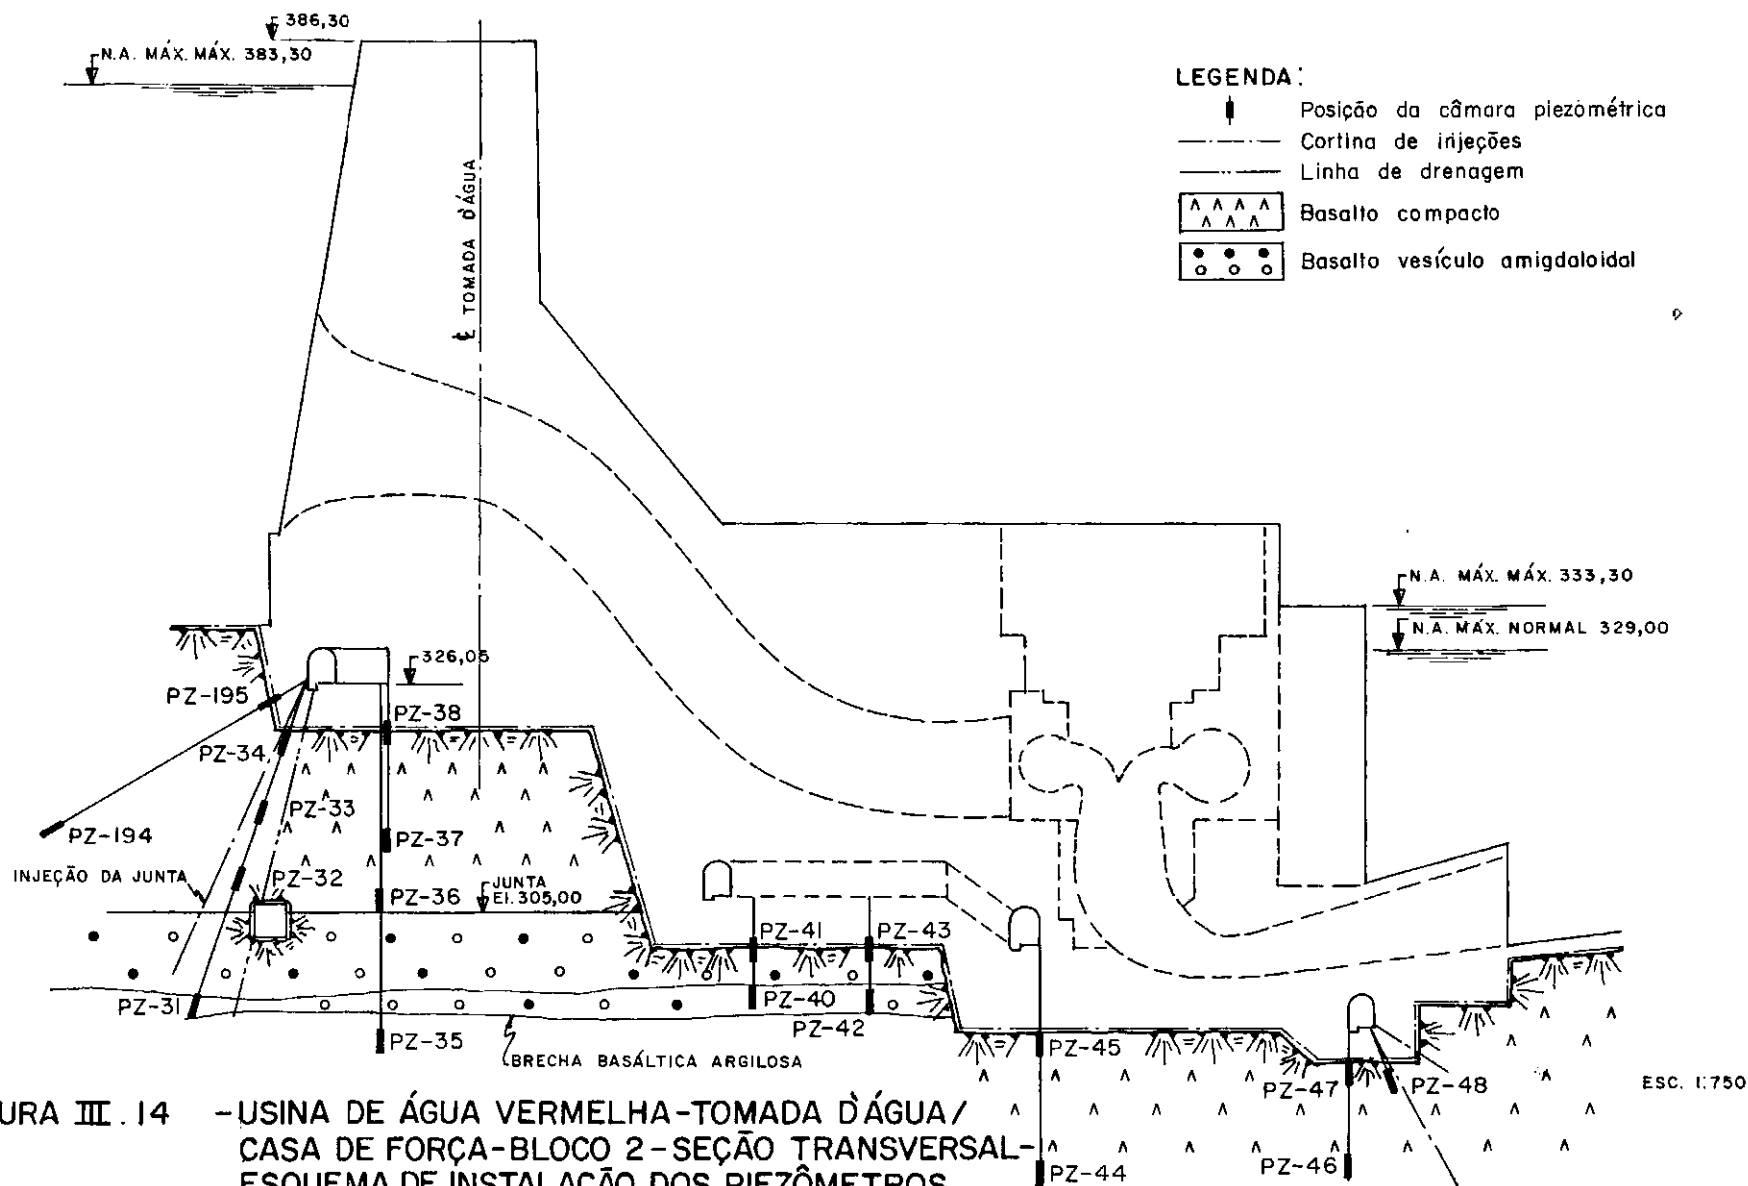 386,30
N.A. MÁX. MÁX. 383,30
LEGENDA:
Posição da câmara piezométrica
Cortina de injeções
Linha de drenagem
Basalto compacto
Basalto vesículo amigdaloidal
℄ TOMADA D'ÁGUA
N.A. MÁX. MÁX. 333,30
N.A. MÁX. NORMAL 329,00
326,05
PZ-195
PZ-38
PZ-34
PZ-33
PZ-194
PZ-37
INJEÇÃO DA JUNTA
PZ-32
PZ-36
JUNTA
El. 305,00
PZ-41
PZ-43
PZ-31
PZ-40
PZ-42
PZ-35
BRECHA BASÁLTICA ARGILOSA
PZ-45
PZ-47
PZ-48
ESC. 1:750
PZ-44
PZ-46
URA III.14 - USINA DE ÁGUA VERMELHA-TOMADA D'ÁGUA/
CASA DE FORÇA-BLOCO 2-SEÇÃO TRANSVERSAL-
ESQUEMA DE INSTALAÇÃO DOS PIEZÔMETROS